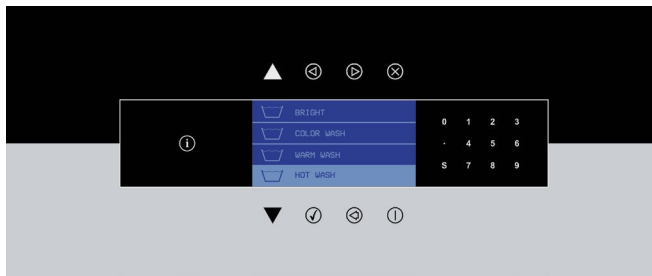 i
BRIGHT
COLOR WASH
WARM WASH
HOT WASH
0 1 2 3
· 4 5 6
S 7 8 9